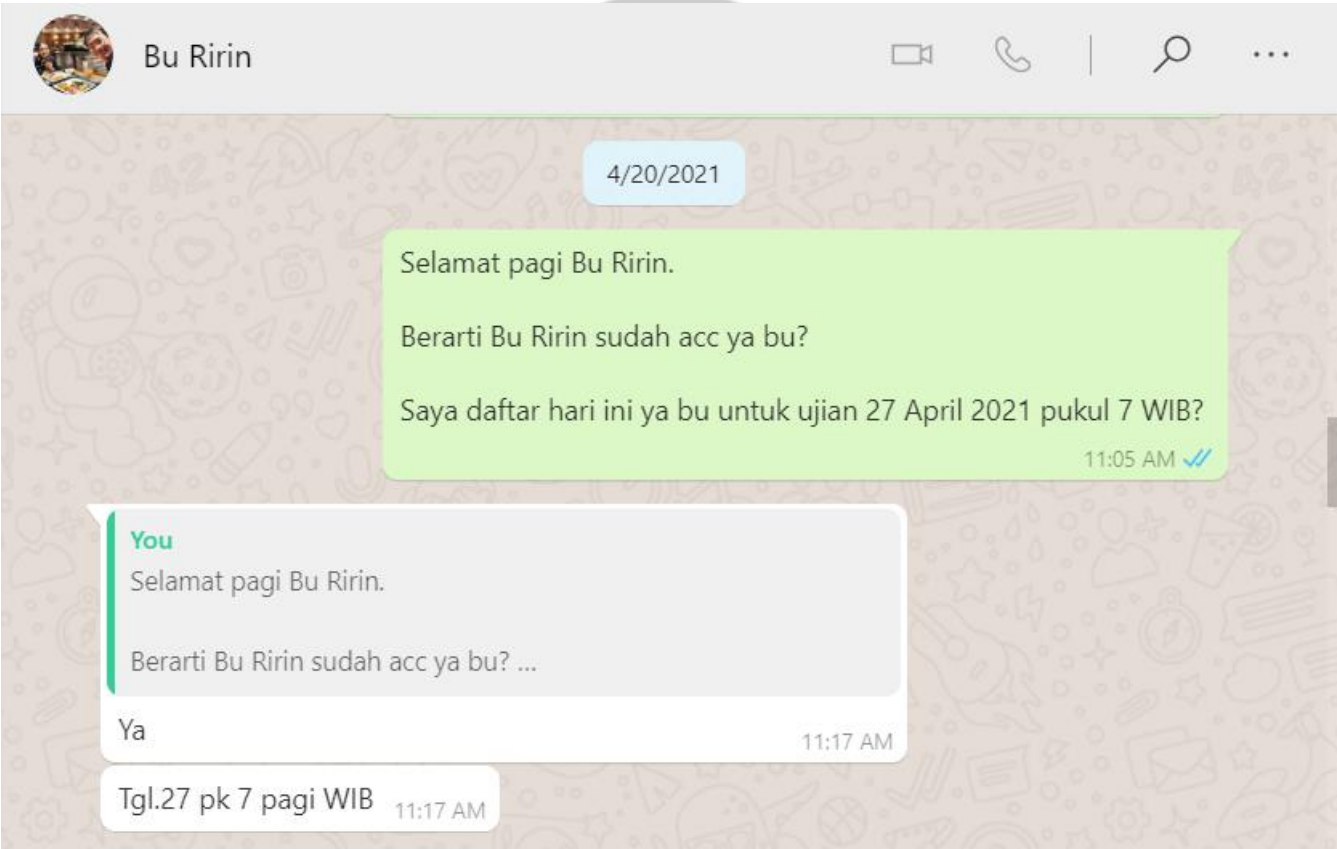 Bu Ririn
4/20/2021
Selamat pagi Bu Ririn.
Berarti Bu Ririn sudah acc ya bu?
Saya daftar hari ini ya bu untuk ujian 27 April 2021 pukul 7 WIB?
11:05 AM
You
Selamat pagi Bu Ririn.
Berarti Bu Ririn sudah acc ya bu? ...
Ya
11:17 AM
Tgl.27 pk 7 pagi WIB 11:17 AM